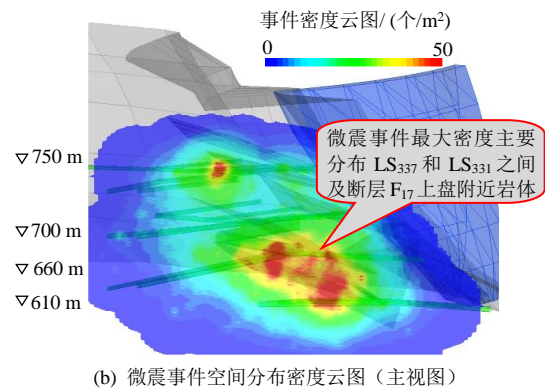 事件密度云图/ (个/m²)
0 50
微震事件最大密度主要
分布 LS₃₃₇ 和 LS₃₃₁ 之间
及断层 F₁₇ 上盘附近岩体
▽750 m
▽700 m
▽660 m
▽610 m
(b) 微震事件空间分布密度云图（主视图）